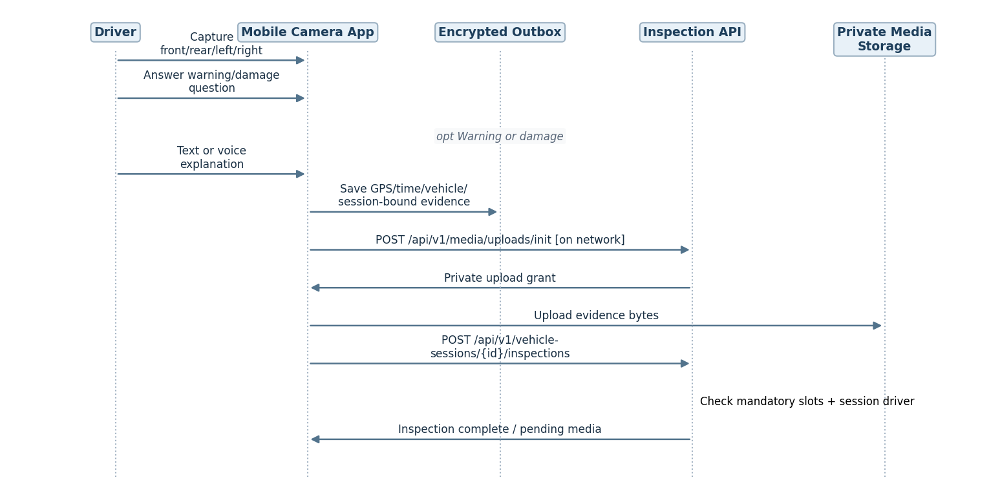 Driver
Mobile Camera App
Encrypted Outbox
Inspection API
Private Media
Storage
Capture
front/rear/left/right
Answer warning/damage
question
opt Warning or damage
Text or voice
explanation
Save GPS/time/vehicle/
session-bound evidence
POST /api/v1/media/uploads/init [on network]
Private upload grant
Upload evidence bytes
POST /api/v1/vehicle-
sessions/{id}/inspections
Check mandatory slots + session driver
Inspection complete / pending media